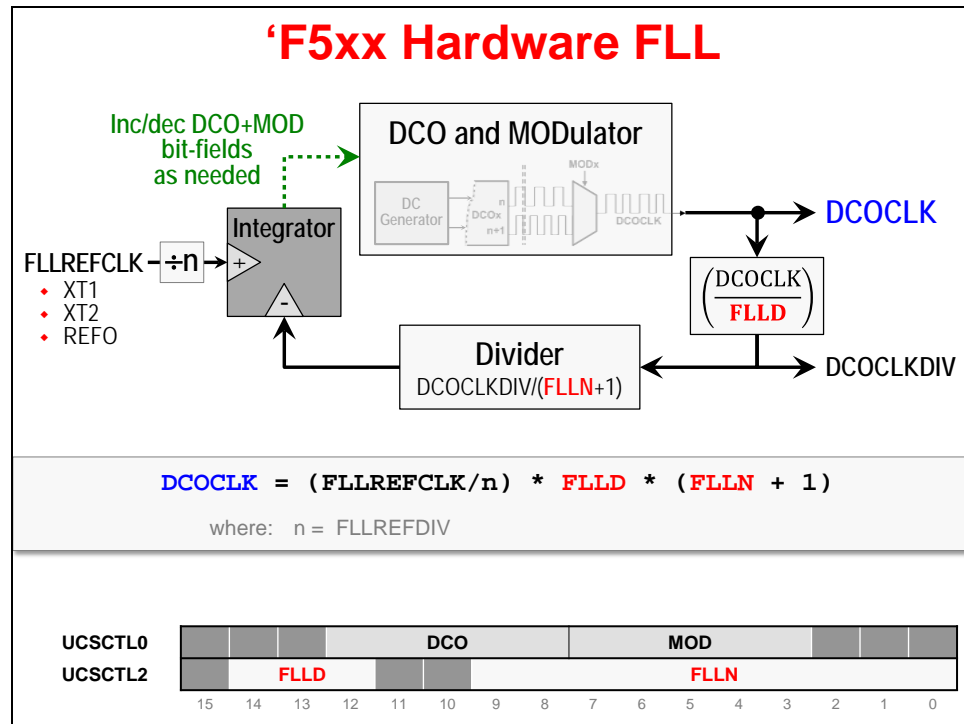 ‘F5xx Hardware FLL
Inc/dec DCO+MOD
bit-fields
as needed
DCO and MODulator
DC
Generator
DCOx
n
n+1
MODx
DCOCLK
DCOCLK
Integrator
FLLREFCLK
÷n
+
-
• XT1
• XT2
• REFO
DCOCLK
FLLD
Divider
DCOCLKDIV/(FLLN+1)
DCOCLKDIV
DCOCLK = (FLLREFCLK/n) * FLLD * (FLLN + 1)
where: n = FLLREFDIV
UCSCTL0 DCO MOD
UCSCTL2 FLLD FLLN
15 14 13 12 11 10 9 8 7 6 5 4 3 2 1 0